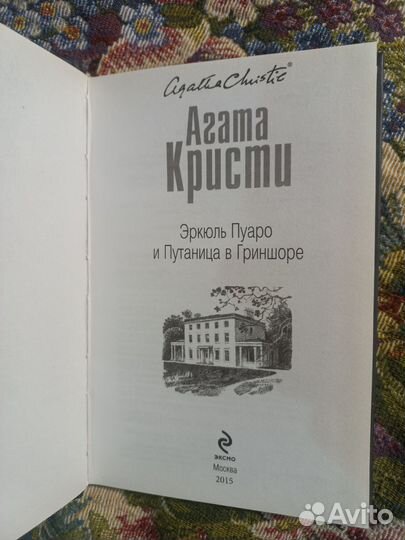 Agatha Christie®
Агата
Кристи
Эркюль Пуаро
и Путаница в Гриншоре
ЭКСМО
Москва
2015
Avito